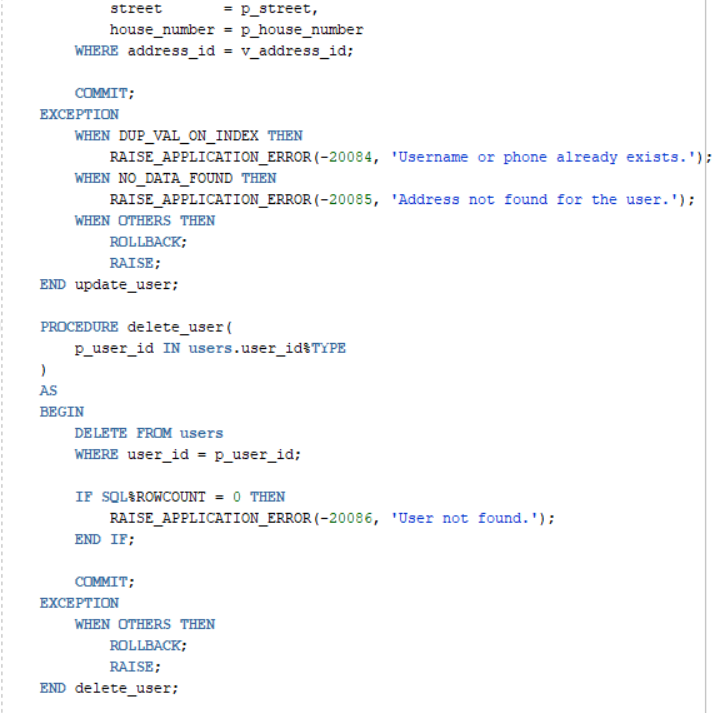 street       = p_street,
        house_number = p_house_number
    WHERE address_id = v_address_id;

    COMMIT;
EXCEPTION
    WHEN DUP_VAL_ON_INDEX THEN
        RAISE_APPLICATION_ERROR(-20084, 'Username or phone already exists.');
    WHEN NO_DATA_FOUND THEN
        RAISE_APPLICATION_ERROR(-20085, 'Address not found for the user.');
    WHEN OTHERS THEN
        ROLLBACK;
        RAISE;
END update_user;

PROCEDURE delete_user(
    p_user_id IN users.user_id%TYPE
)
AS
BEGIN
    DELETE FROM users
    WHERE user_id = p_user_id;

    IF SQL%ROWCOUNT = 0 THEN
        RAISE_APPLICATION_ERROR(-20086, 'User not found.');
    END IF;

    COMMIT;
EXCEPTION
    WHEN OTHERS THEN
        ROLLBACK;
        RAISE;
END delete_user;